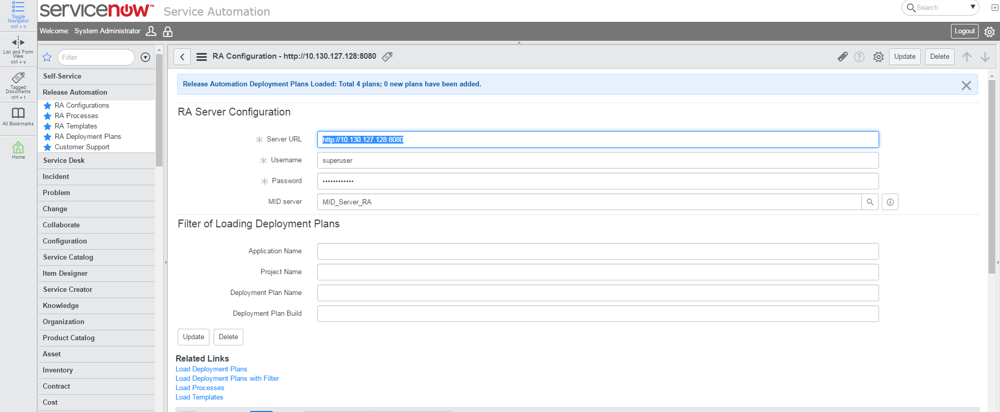 Toggle
Navigator
ctrl + n
List and Form
View
ctrl + v
Tagged
Documents
ctrl + t
All Bookmarks
Home
servicenow™ Service Automation
Search
Welcome: System Administrator
Logout
Filter
Self-Service
Release Automation
RA Configurations
RA Processes
RA Templates
RA Deployment Plans
Customer Support
Service Desk
Incident
Problem
Change
Collaborate
Configuration
Service Catalog
Item Designer
Service Creator
Knowledge
Organization
Product Catalog
Asset
Inventory
Contract
Cost
RA Configuration - http://10.130.127.128:8080
Update
Delete
Release Automation Deployment Plans Loaded: Total 4 plans; 0 new plans have been added.
RA Server Configuration
Server URL http://10.130.127.128:8080
Username superuser
Password ••••••••••••
MID server MID_Server_RA
Filter of Loading Deployment Plans
Application Name
Project Name
Deployment Plan Name
Deployment Plan Build
Update Delete
Related Links
Load Deployment Plans
Load Deployment Plans with Filter
Load Processes
Load Templates